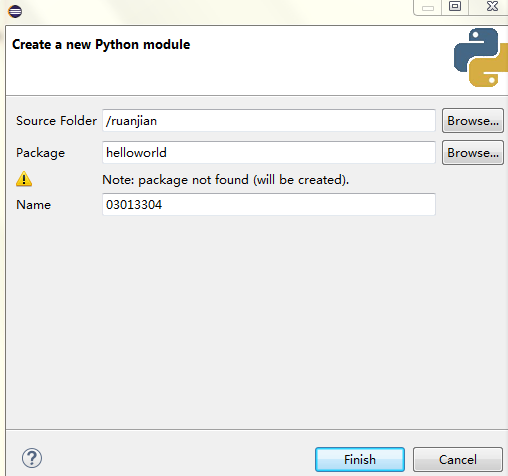 Create a new Python module
Source Folder /ruanjian Browse...
Package helloworld Browse...
Note: package not found (will be created).
Name 03013304
? Finish Cancel